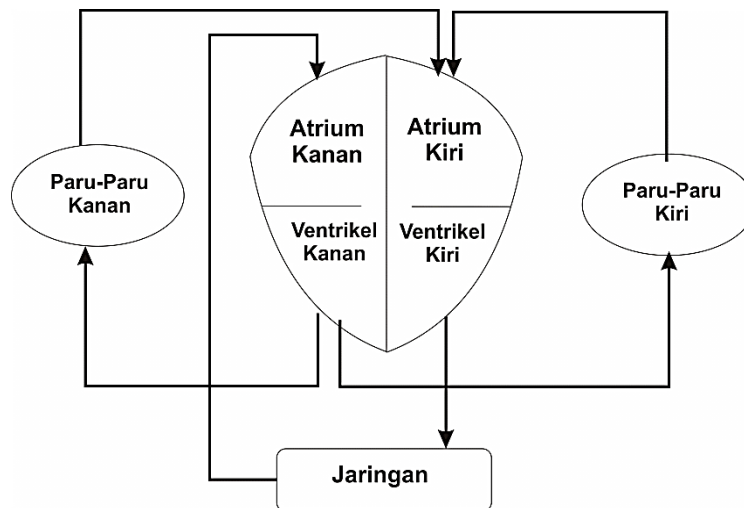 Atrium
Kanan
Atrium
Kiri
Paru-Paru
Kanan
Paru-Paru
Kiri
Ventrikel
Kanan
Ventrikel
Kiri
Jaringan